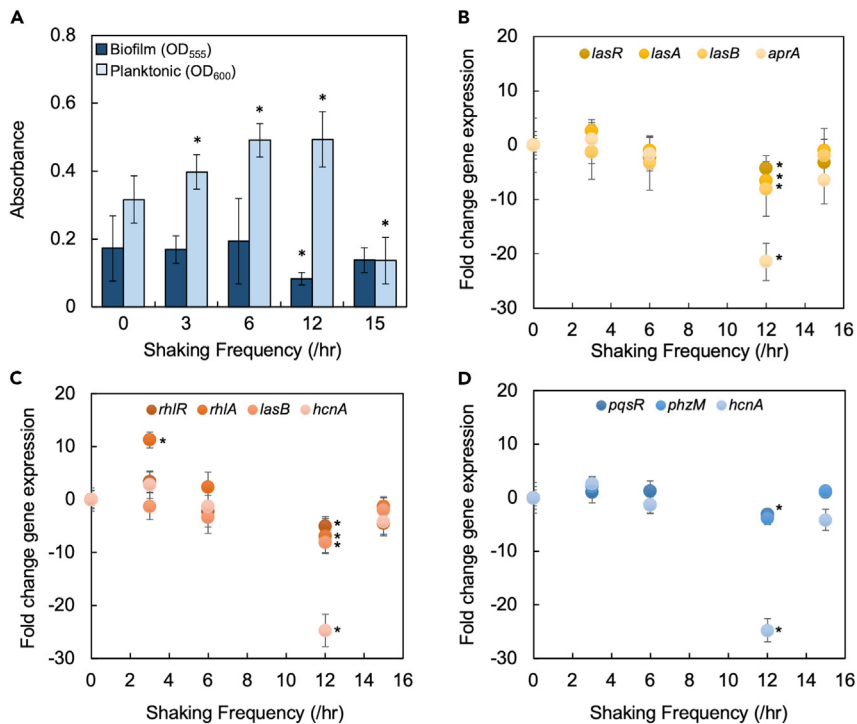 A
0.8
0.6
0.4
0.2
0
Absorbance
Biofilm (OD555)
Planktonic (OD600)
*
*
*
*
*
0
3
6
12
15
Shaking Frequency (/hr)
B
lasR lasA lasB aprA
20
10
0
-10
-20
-30
Fold change gene expression
*
*
*
*
0 2 4 6 8 10 12 14 16
Shaking Frequency (/hr)
C
rhlR rhlA lasB hcnA
20
10
0
-10
-20
-30
Fold change gene expression
*
*
*
*
*
0 2 4 6 8 10 12 14 16
Shaking Frequency (/hr)
D
pqsR phzM hcnA
20
10
0
-10
-20
-30
Fold change gene expression
*
*
0 2 4 6 8 10 12 14 16
Shaking Frequency (/hr)